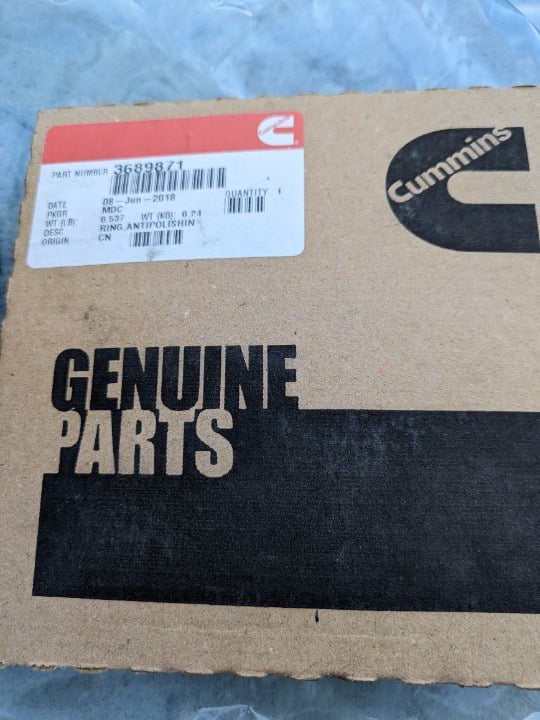 Cummins
PART NUMBER 3689871
DATE 08-Jun-2018 QUANTITY 1
PKGR MDC
WT (LB): 0.537 WT (KG): 0.24
DESC RING,ANTIPOLISHIN
ORIGIN CN
Cummins
GENUINE
PARTS